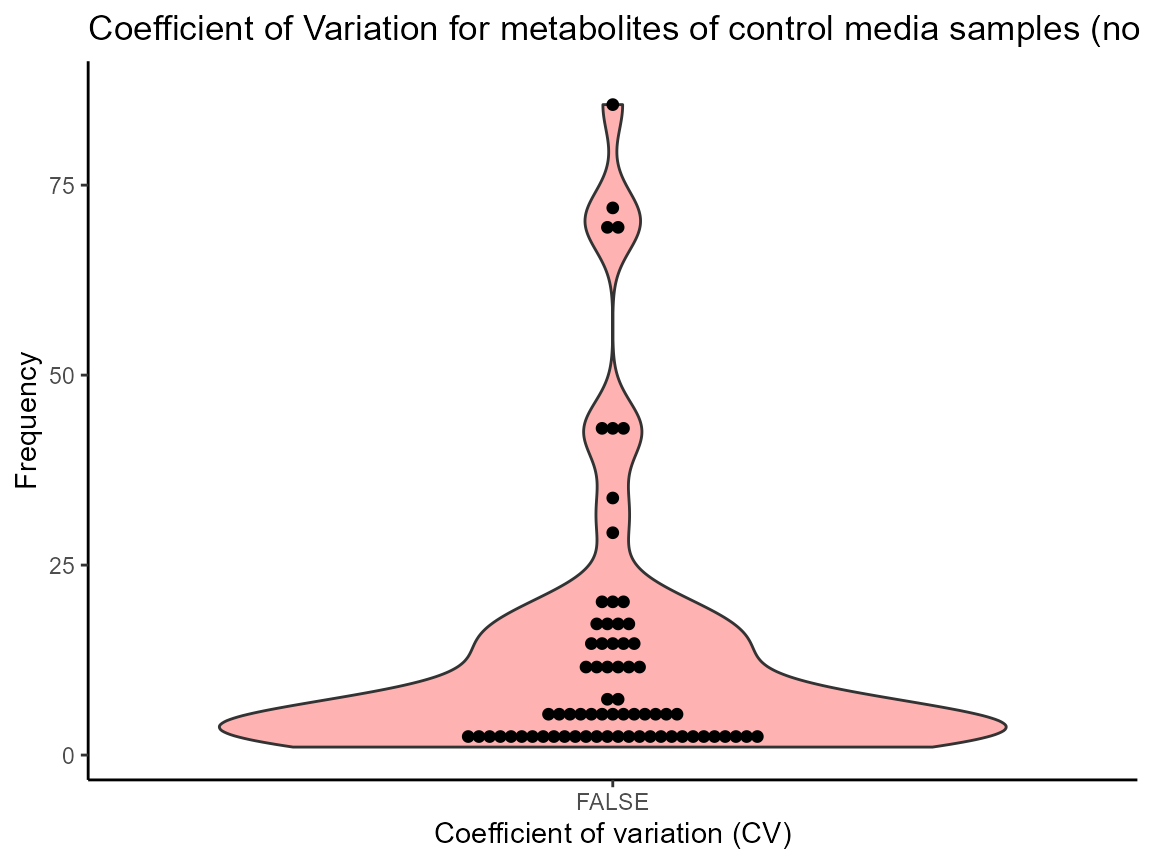 Coefficient of Variation for metabolites of control media samples (no
Frequency
75
50
25
0
FALSE
Coefficient of variation (CV)